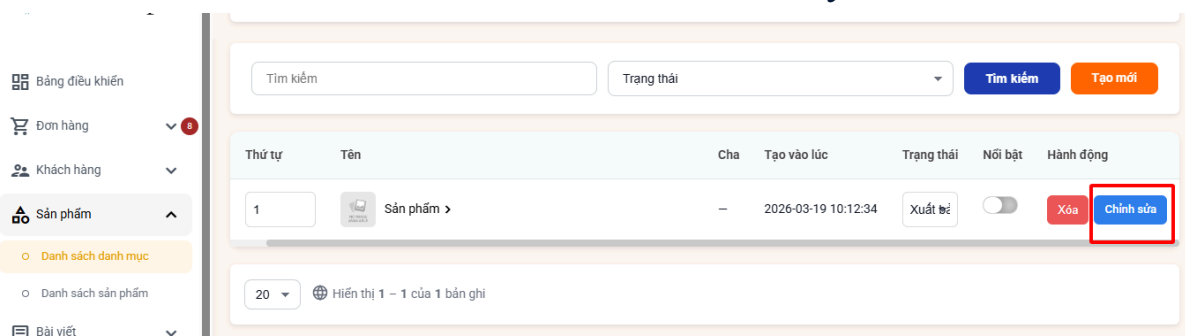 Bảng điều khiển
Đơn hàng 8
Khách hàng
Sản phẩm
Danh sách danh mục
Danh sách sản phẩm
Bài viết
Tìm kiếm Trạng thái Tìm kiếm Tạo mới
Thứ tự Tên Cha Tạo vào lúc Trạng thái Nổi bật Hành động
1 Sản phẩm – 2026-03-19 10:12:34 Xuất Xóa Chỉnh sửa
20 Hiển thị 1 – 1 của 1 bản ghi